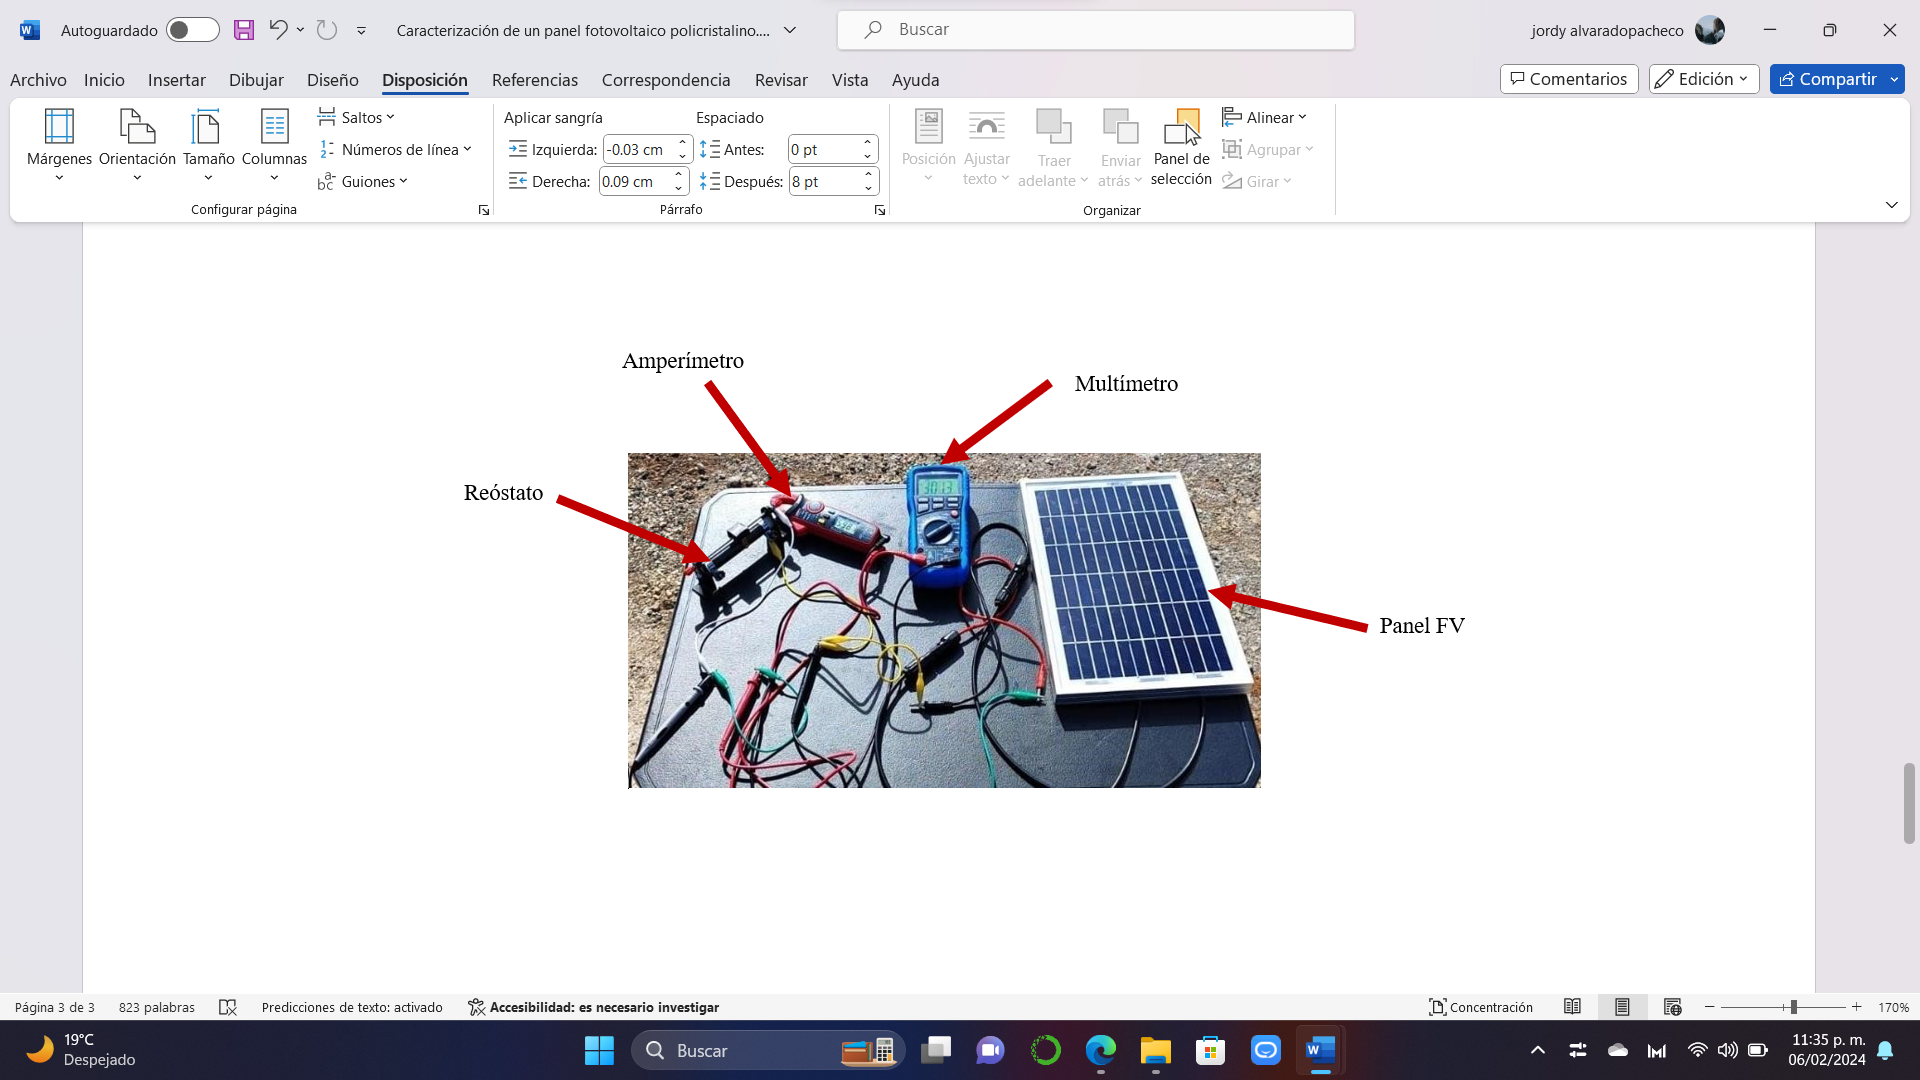 Autoguardado
Caracterización de un panel fotovoltaico policristalino....
Buscar
jordy alvaradopacheco
Archivo Inicio Insertar Dibujar Diseño Disposición Referencias Correspondencia Revisar Vista Ayuda
Comentarios Edición Compartir
Márgenes Orientación Tamaño Columnas
Saltos
Números de línea
Guiones
Configurar página
Aplicar sangría Espaciado
Izquierda: -0.03 cm Antes: 0 pt
Derecha: 0.09 cm Después: 8 pt
Párrafo
Posición Ajustar texto Traer adelante Enviar atrás Panel de selección
Alinear
Agrupar
Girar
Organizar
Amperímetro
Multímetro
Reóstato
Panel FV
Página 3 de 3 823 palabras Predicciones de texto: activado Accesibilidad: es necesario investigar
Concentración 170%
19°C
Despejado
Buscar
11:35 p. m.
06/02/2024